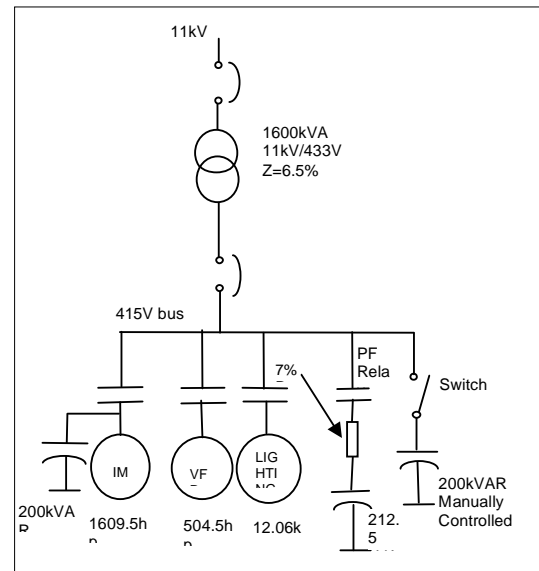 11kV
1600kVA
11kV/433V
Z=6.5%
415V bus
7%
PF
Rela
Switch
IM
VF
LIG
HTI
200kVA
1609.5h
504.5h
12.06k
212.
5
200kVAR
Manually
Controlled